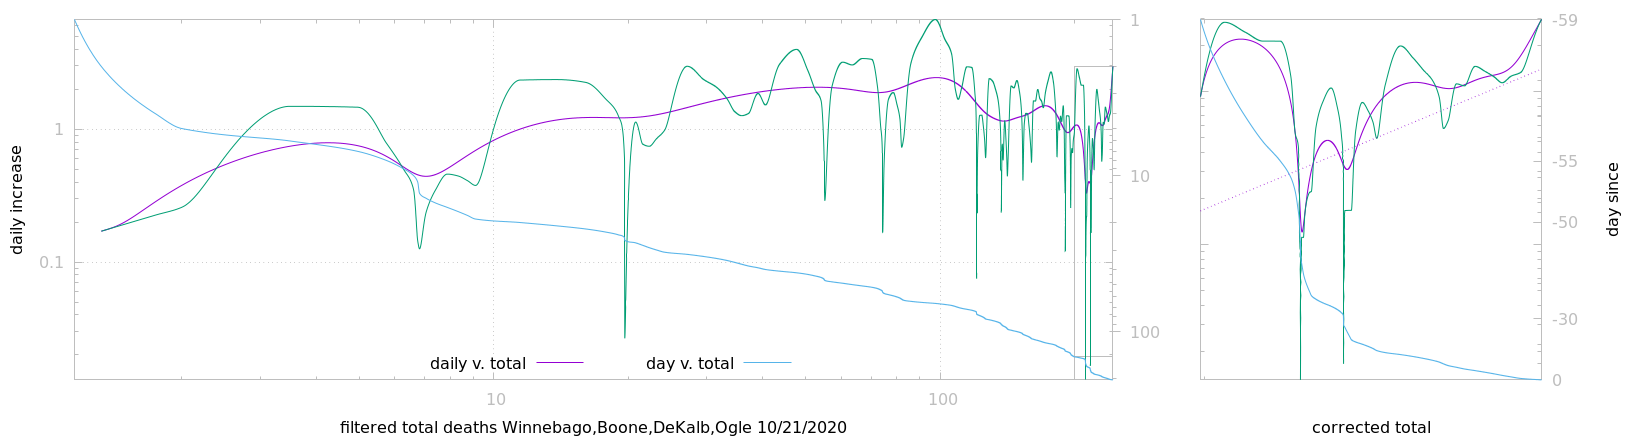 daily increase
1
0.1
10
100
1
10
100
daily v. total
day v. total
filtered total deaths Winnebago,Boone,DeKalb,Ogle 10/21/2020
-59
-55
-50
-30
0
day since
corrected total